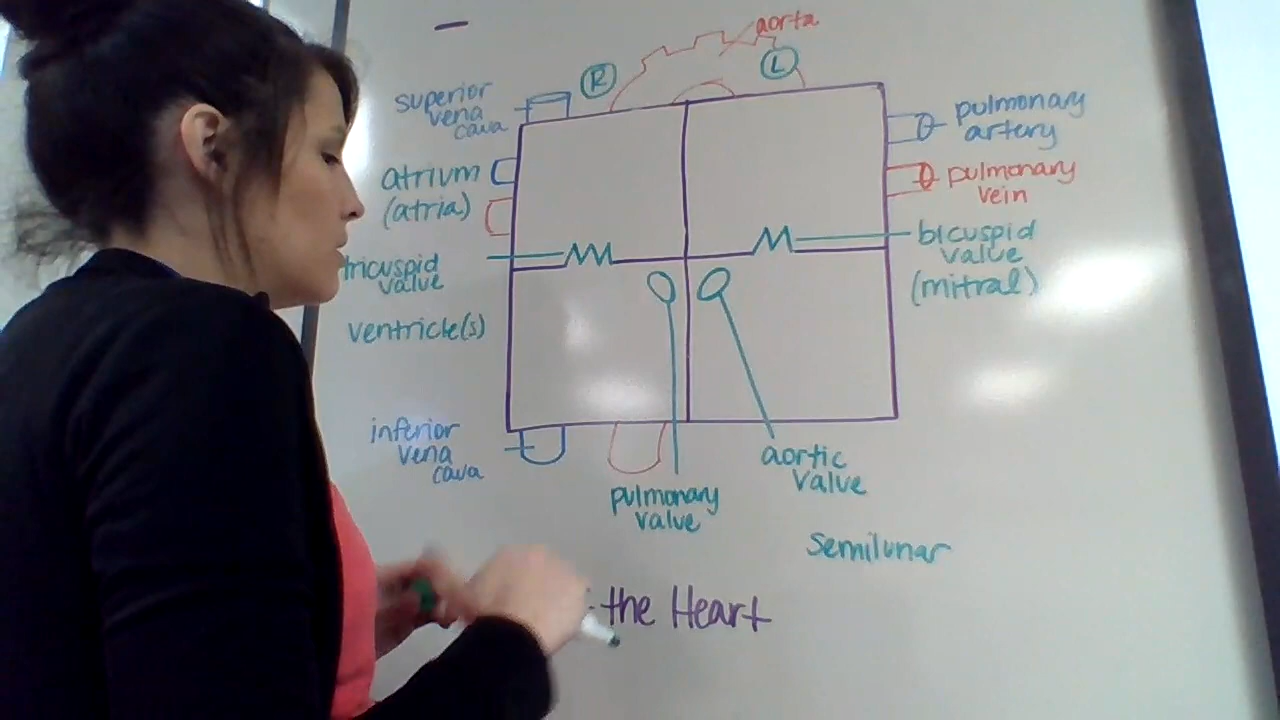 aorta
R
L
superior
vena
cava
pulmonary
artery
atrium
(atria)
pulmonary
vein
tricuspid
valve
bicuspid
value
(mitral)
ventricle(s)
inferior
vena
cava
aortic
valve
pulmonary
valve
semilunar
the Heart